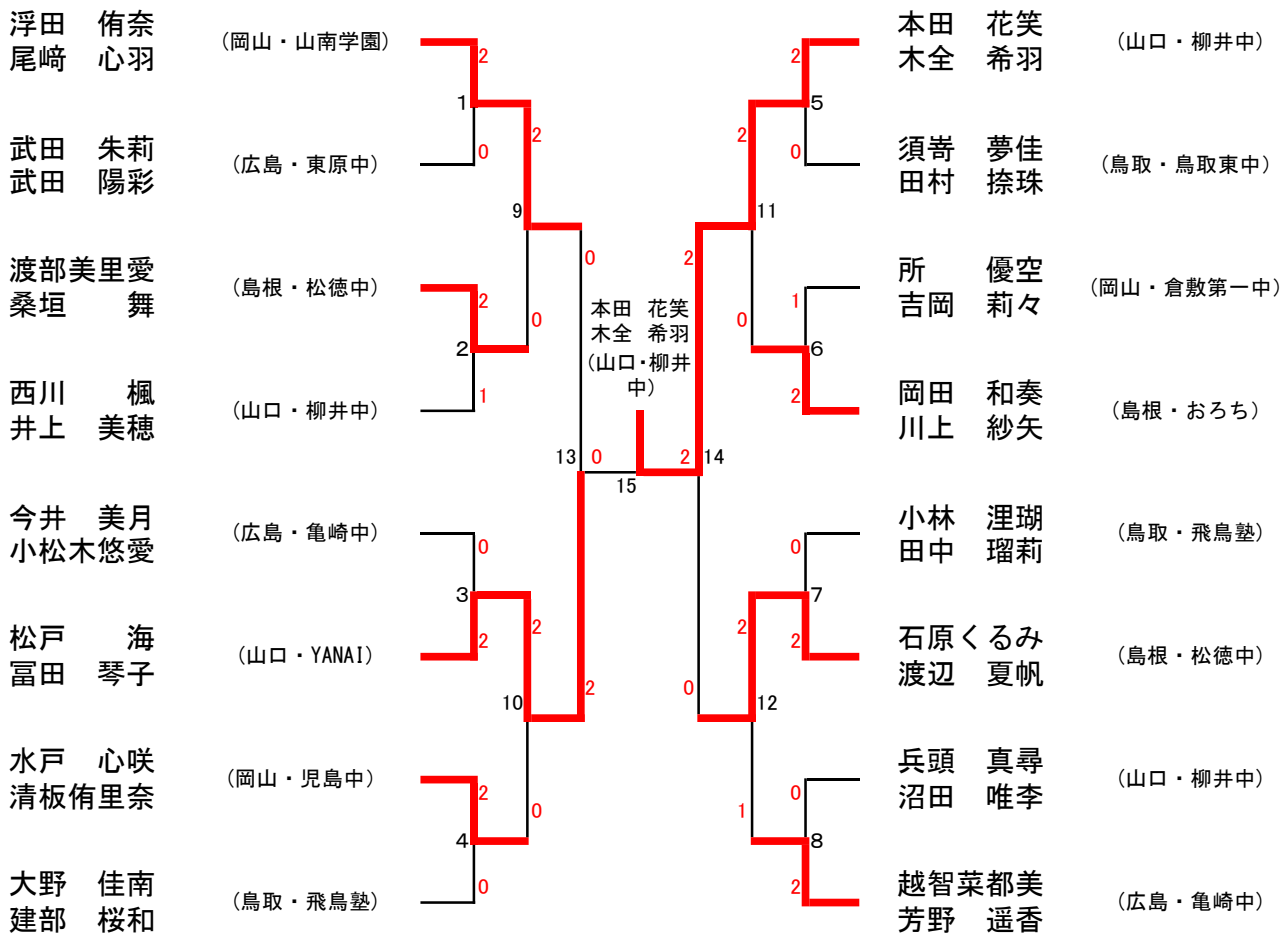 浮田　侑奈
尾﨑　心羽
(岡山・山南学園)
武田　朱莉
武田　陽彩
(広島・東原中)
渡部美里愛
桑垣　　舞
(島根・松徳中)
西川　　楓
井上　美穂
(山口・柳井中)
今井　美月
小松木悠愛
(広島・亀崎中)
松戸　　海
冨田　琴子
(山口・YANAI)
水戸　心咲
清板侑里奈
(岡山・児島中)
大野　佳南
建部　桜和
(鳥取・飛鳥塾)
2
1
0
2
2
1
0
3
2
2
4
0
2
9
0
2
10
0
0
13
2
本田　花笑
木全　希羽
(山口・柳井
中)
0
15
2
2
14
0
2
11
0
2
12
1
2
5
0
1
6
2
0
7
2
0
8
2
本田　花笑
木全　希羽
(山口・柳井中)
須嵜　夢佳
田村　捺珠
(鳥取・鳥取東中)
所　　優空
吉岡　莉々
(岡山・倉敷第一中)
岡田　和奏
川上　紗矢
(島根・おろち)
小林　浬瑚
田中　瑠莉
(鳥取・飛鳥塾)
石原くるみ
渡辺　夏帆
(島根・松徳中)
兵頭　真尋
沼田　唯李
(山口・柳井中)
越智菜都美
芳野　遥香
(広島・亀崎中)